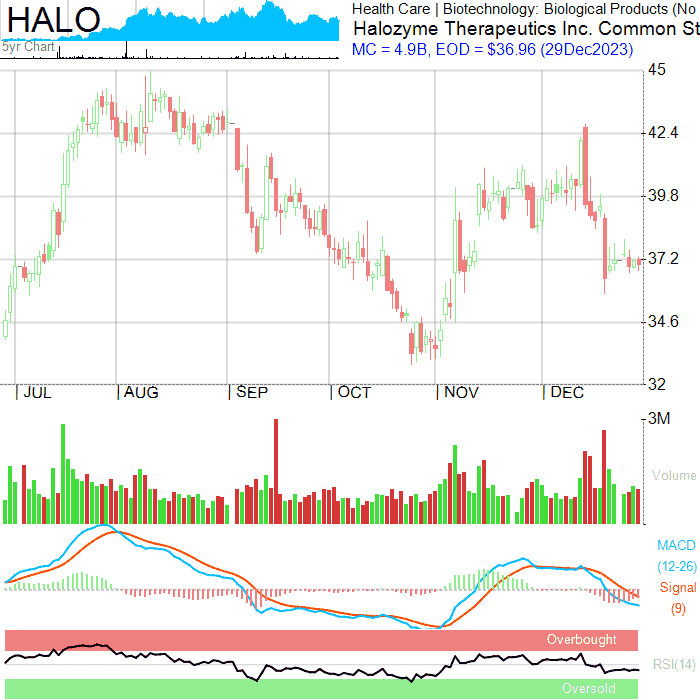 HALO
5yr Chart
Health Care | Biotechnology: Biological Products (No
Halozyme Therapeutics Inc. Common St
MC = 4.9B, EOD = $36.96 (29Dec2023)
45
42.4
39.8
37.2
34.6
32
| JUL | AUG | SEP | OCT | NOV | DEC
3M
Volume
MACD
(12-26)
Signal
(9)
Overbought
RSI(14)
Oversold